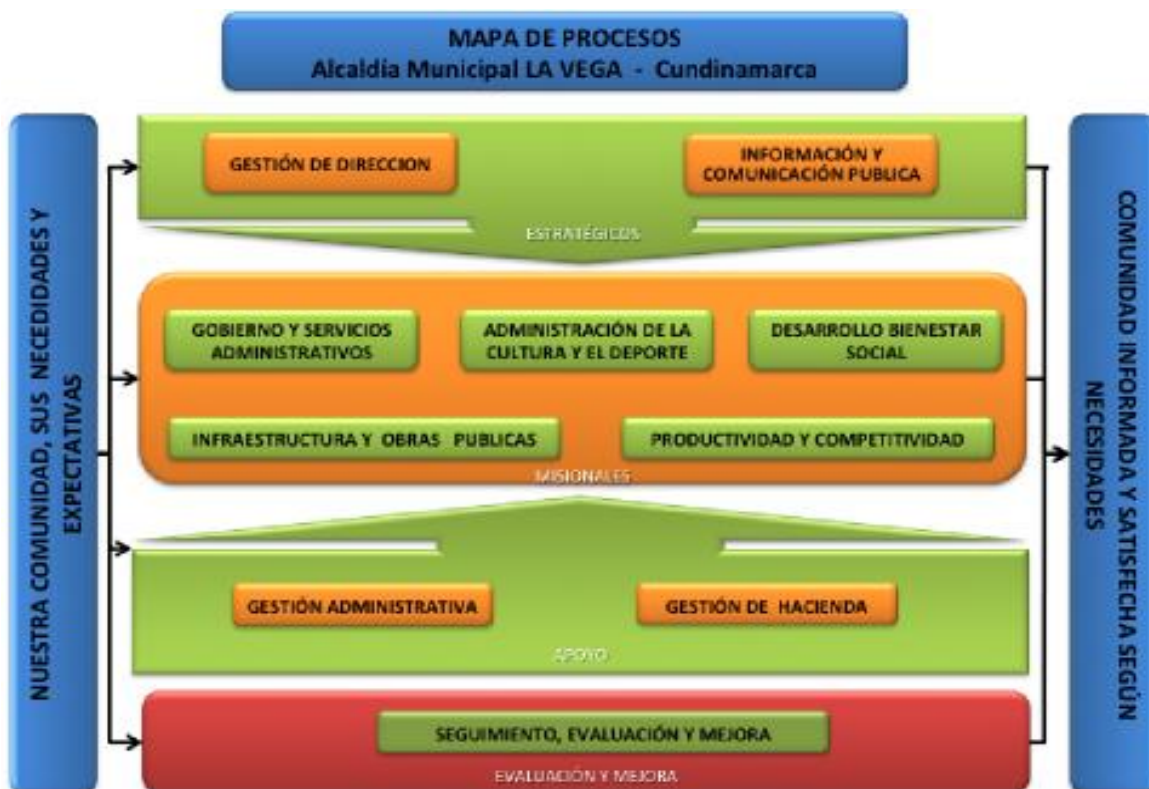 MAPA DE PROCESOS
Alcaldía Municipal LA VEGA - Cundinamarca
NUESTRA COMUNIDAD, SUS NECEDIDADES Y
EXPECTATIVAS
GESTIÓN DE DIRECCION
INFORMACIÓN Y
COMUNICACIÓN PUBLICA
ESTRATÉGICOS
GOBIERNO Y SERVICIOS
ADMINISTRATIVOS
ADMINISTRACIÓN DE LA
CULTURA Y EL DEPORTE
DESARROLLO BIENESTAR
SOCIAL
INFRAESTRUCTURA Y OBRAS PUBLICAS
PRODUCTIVIDAD Y COMPETITIVIDAD
MISIONALES
GESTIÓN ADMINISTRATIVA
GESTIÓN DE HACIENDA
APOYO
SEGUIMIENTO, EVALUACIÓN Y MEJORA
EVALUACIÓN Y MEJORA
COMUNIDAD INFORMADA Y SATISFECHA SEGÚN
NECESIDADES